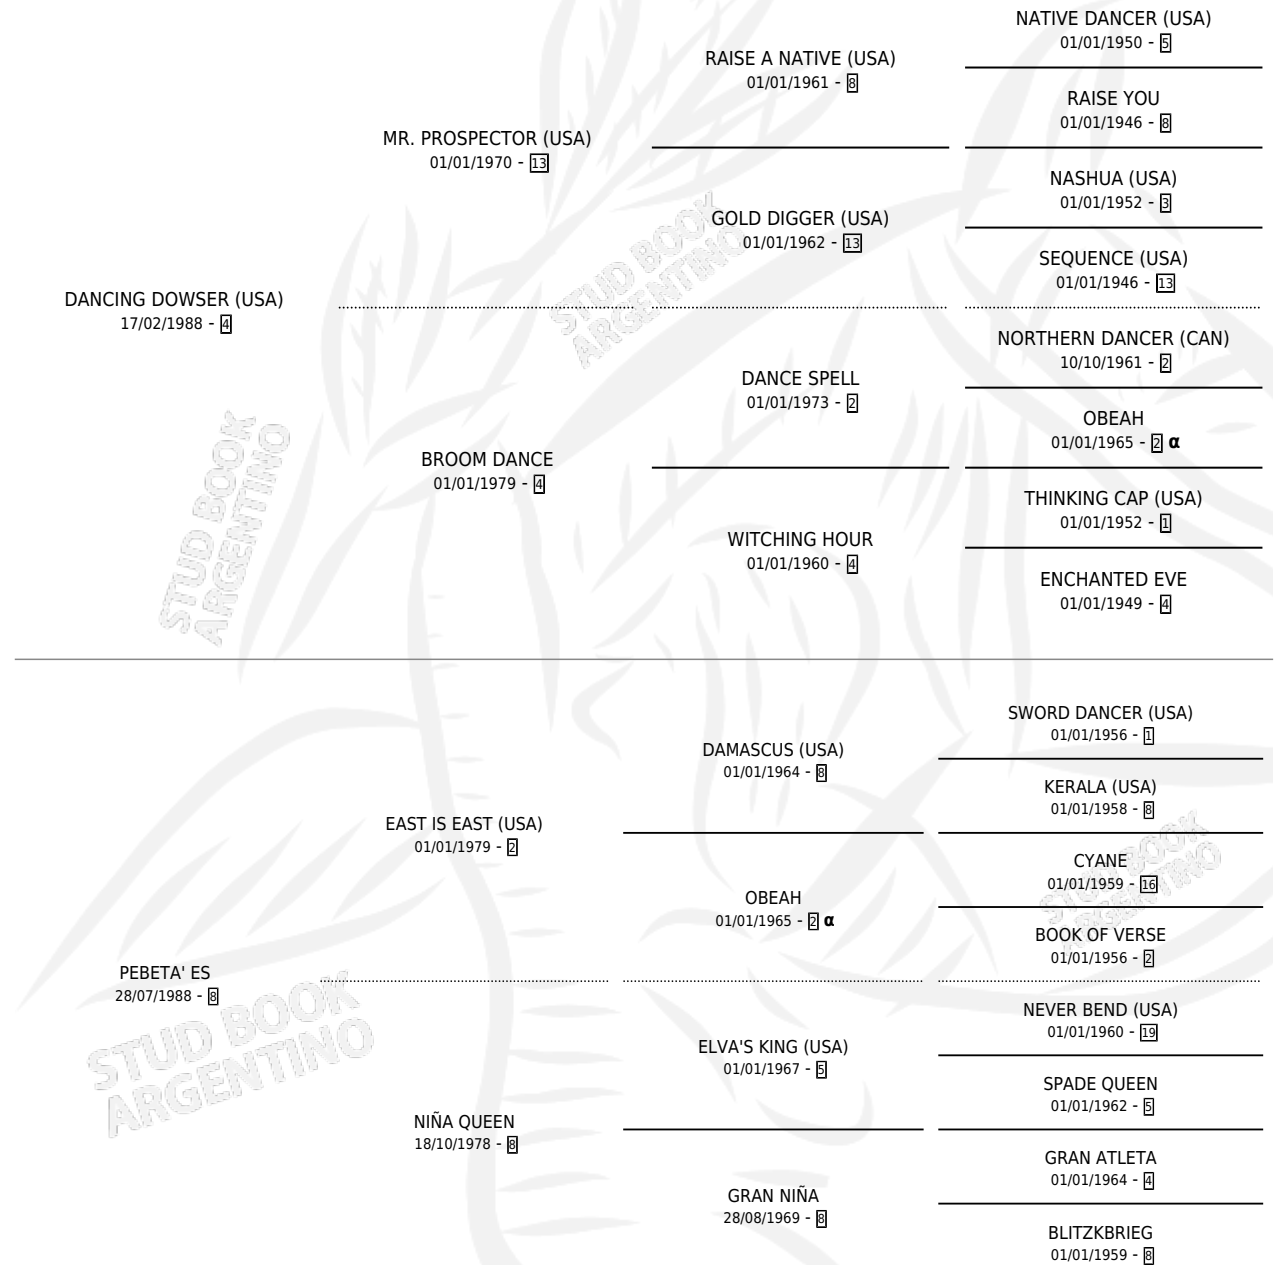 NATIVE DANCER (USA)
01/01/1950 - 5
RAISE A NATIVE (USA)
01/01/1961 - 8
RAISE YOU
01/01/1946 - 8
MR. PROSPECTOR (USA)
01/01/1970 - 13
NASHUA (USA)
01/01/1952 - 3
GOLD DIGGER (USA)
01/01/1962 - 13
SEQUENCE (USA)
01/01/1946 - 13
DANCING DOWSER (USA)
17/02/1988 - 4
NORTHERN DANCER (CAN)
10/10/1961 - 2
DANCE SPELL
01/01/1973 - 2
OBEAH
01/01/1965 - 2 α
BROOM DANCE
01/01/1979 - 4
THINKING CAP (USA)
01/01/1952 - 1
WITCHING HOUR
01/01/1960 - 4
ENCHANTED EVE
01/01/1949 - 4
SWORD DANCER (USA)
01/01/1956 - 1
DAMASCUS (USA)
01/01/1964 - 8
KERALA (USA)
01/01/1958 - 8
EAST IS EAST (USA)
01/01/1979 - 2
CYANE
01/01/1959 - 16
OBEAH
01/01/1965 - 2 α
BOOK OF VERSE
01/01/1956 - 2
PEBETA' ES
28/07/1988 - 8
NEVER BEND (USA)
01/01/1960 - 19
ELVA'S KING (USA)
01/01/1967 - 5
SPADE QUEEN
01/01/1962 - 5
NIÑA QUEEN
18/10/1978 - 8
GRAN ATLETA
01/01/1964 - 4
GRAN NIÑA
28/08/1969 - 8
BLITZKBRIEG
01/01/1959 - 8
STUD BOOK
ARGENTINO
STUD BOOK
ARGENTINO
STUD BOOK
ARGENTINO
STUD BOOK
ARGENTINO